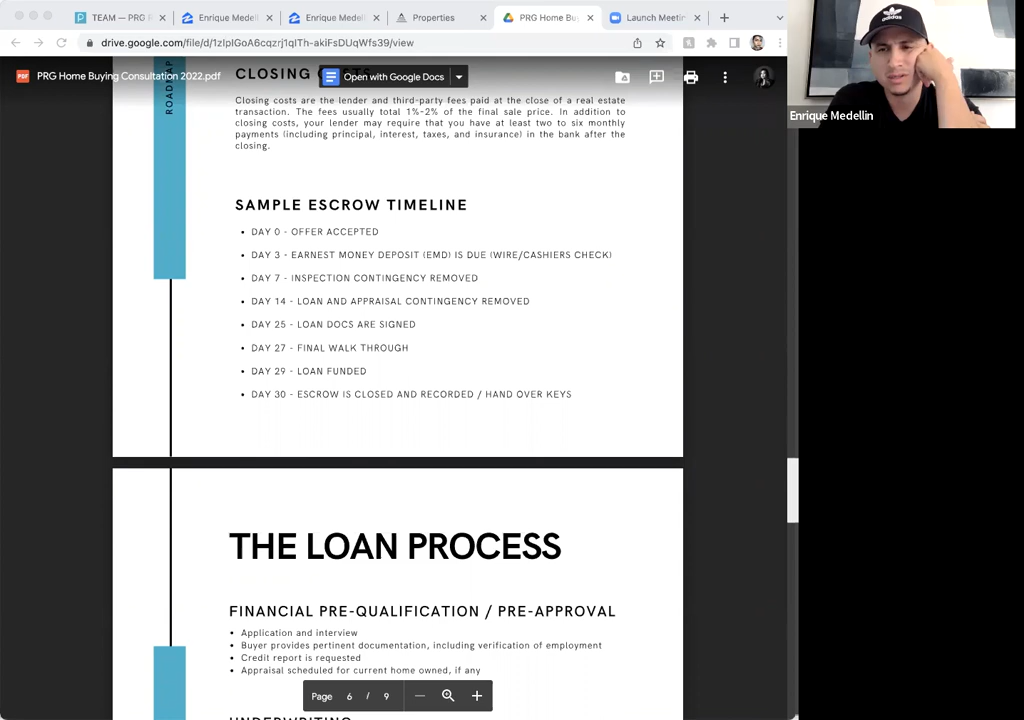 TEAM — PRG R
Enrique Medell
Enrique Medell
Properties
PRG Home Bu
Launch Meetin
drive.google.com/file/d/1zIpIGoA6cqzrj1qITh-akiFsDUqWfs39/view
PDF
PRG Home Buying Consultation 2022.pdf
Open with Google Docs
adidas
Enrique Medellin
ROADMAP
CLOSING
Closing costs are the lender and third-party fees paid at the close of a real estate
transaction. The fees usually total 1%-2% of the final sale price. In addition to
closing costs, your lender may require that you have at least two to six monthly
payments (including principal, interest, taxes, and insurance) in the bank after the
closing.
SAMPLE ESCROW TIMELINE
• DAY 0 - OFFER ACCEPTED
• DAY 3 - EARNEST MONEY DEPOSIT (EMD) IS DUE (WIRE/CASHIERS CHECK)
• DAY 7 - INSPECTION CONTINGENCY REMOVED
• DAY 14 - LOAN AND APPRAISAL CONTINGENCY REMOVED
• DAY 25 - LOAN DOCS ARE SIGNED
• DAY 27 - FINAL WALK THROUGH
• DAY 29 - LOAN FUNDED
• DAY 30 - ESCROW IS CLOSED AND RECORDED / HAND OVER KEYS
THE LOAN PROCESS
FINANCIAL PRE-QUALIFICATION / PRE-APPROVAL
• Application and interview
• Buyer provides pertinent documentation, including verification of employment
• Credit report is requested
• Appraisal scheduled for current home owned, if any
Page 6 / 9
UNDERWRITING